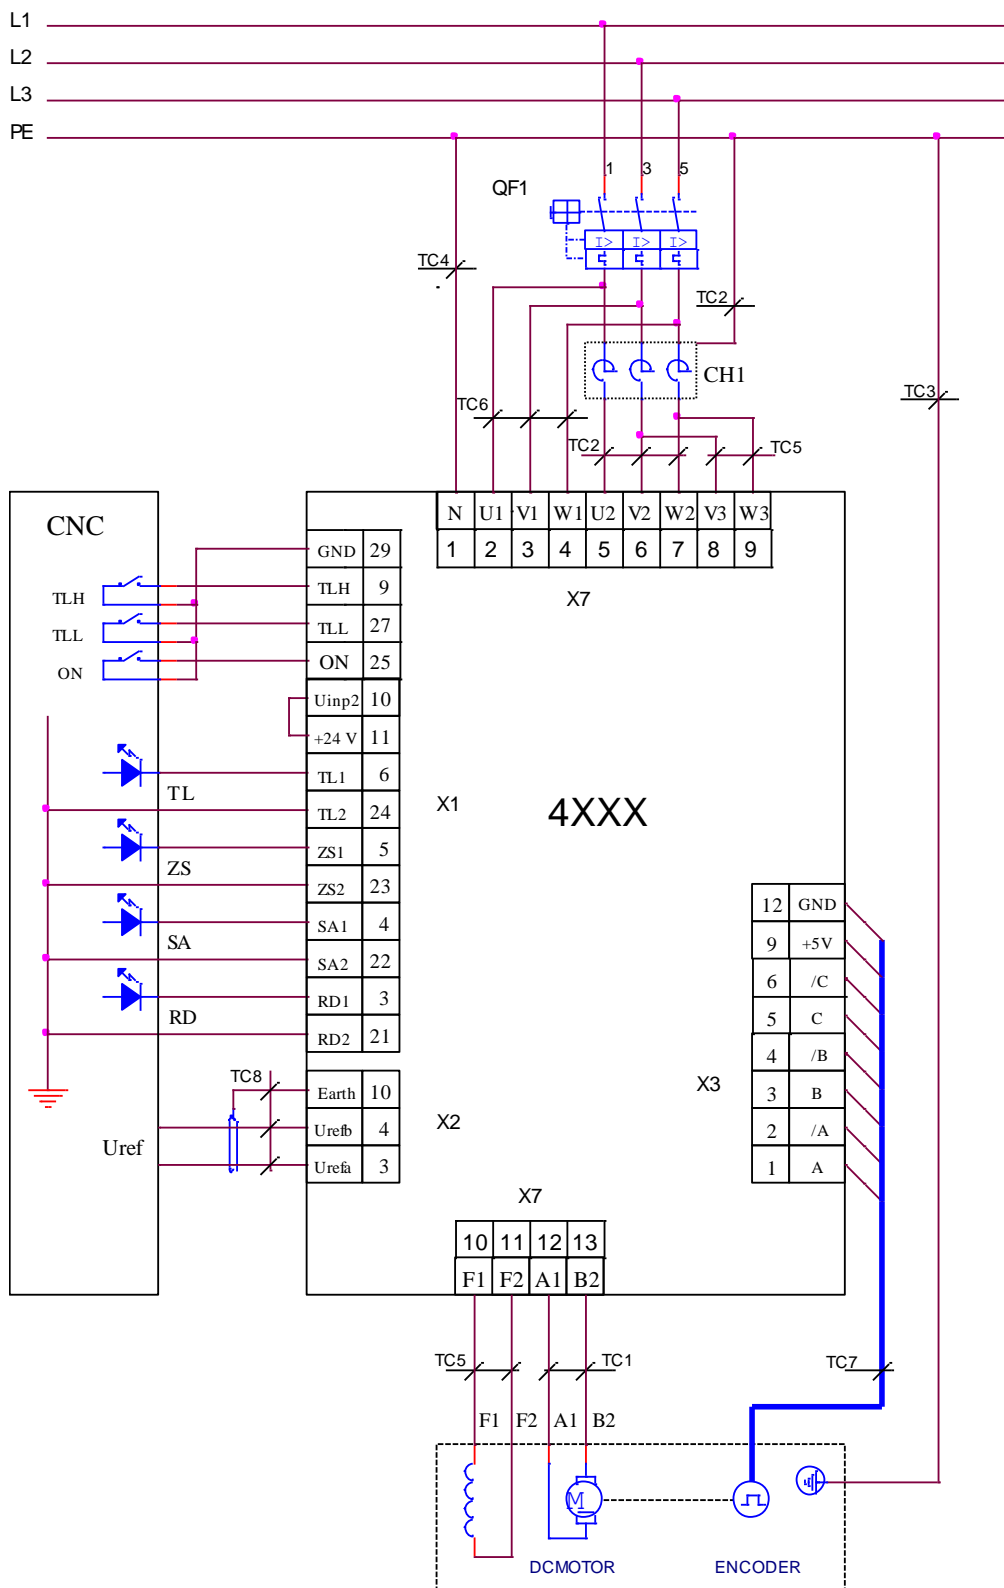 L1
L2
L3
PE
1 3 5
QF1
I> I> I>
TC4
TC2
CH1
TC3
TC6
TC2
TC5
CNC
N U1 V1 W1 U2 V2 W2 V3 W3
1 2 3 4 5 6 7 8 9
X7
GND 29
TLH
TLH 9
TLL
TLL 27
ON
ON 25
Uinp2 10
+24 V 11
TL1 6
TL
X1
4XXX
TL2 24
ZS1 5
ZS
ZS2 23
SA1 4
SA
SA2 22
RD1 3
RD
RD2 21
12 GND
9 +5V
6 /C
5 C
4 /B
3 B
2 /A
1 A
X3
TC8
Earth 10
X2
Urefb 4
Uref
Urefa 3
X7
10 11 12 13
F1 F2 A1 B2
TC5
TC1
TC7
F1 F2 A1 B2
M
DCMOTOR
ENCODER